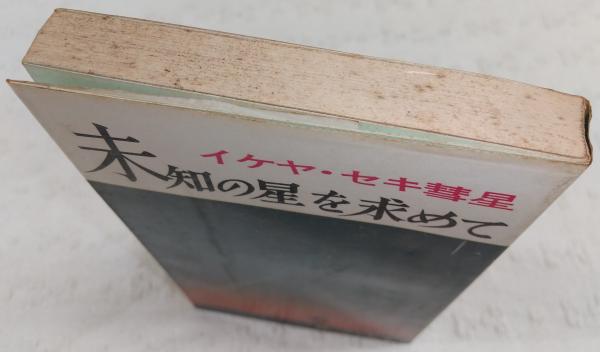 イケヤ・セキ彗星
未知の星を求めて